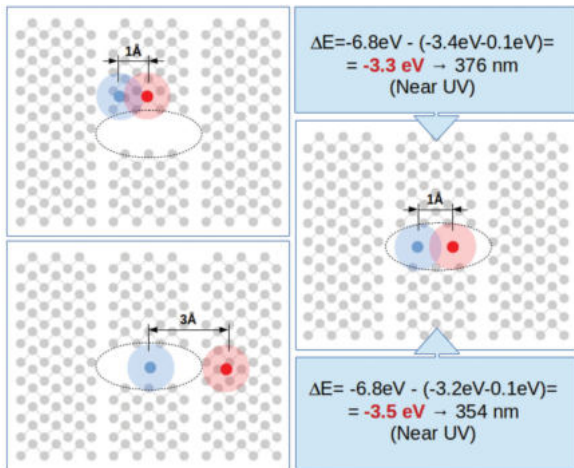 1Å
ΔE=-6.8eV - (-3.4eV-0.1eV)=
= -3.3 eV → 376 nm
(Near UV)
1Å
3Å
ΔE= -6.8eV - (-3.2eV-0.1eV)=
= -3.5 eV → 354 nm
(Near UV)